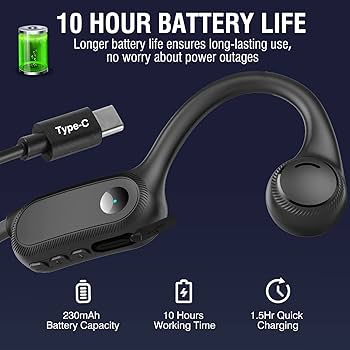 10 HOUR BATTERY LIFE
Longer battery life ensures long-lasting use,
no worry about power outages
Type-C
230mAh
Battery Capacity
10 Hours
Working Time
1.5Hr Quick
Charging